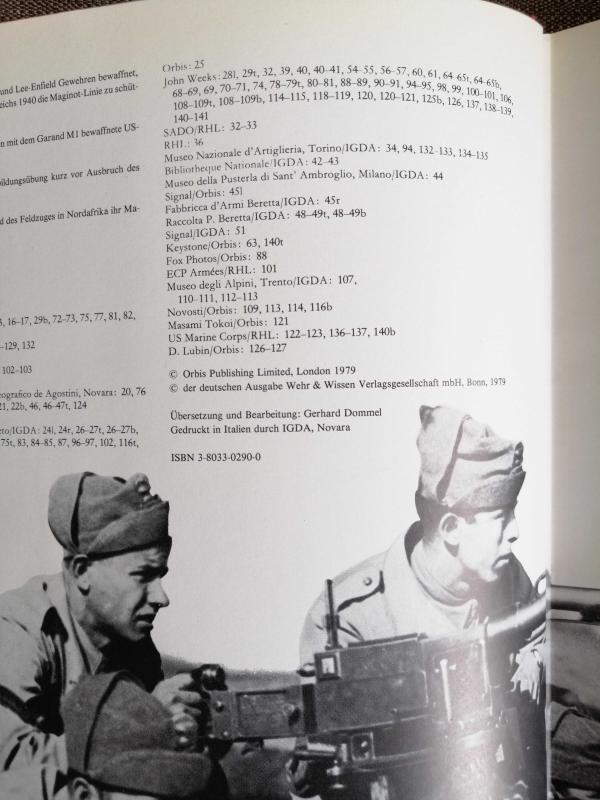 und Lee-Enfield Gewehren bewaffnet,
eichs 1940 die Maginot-Linie zu schüt-
n mit dem Garand M1 bewaffnete US-
bildungsübung kurz vor Ausbruch des
d des Feldzuges in Nordafrika ihr Ma-
3, 16–17, 29b, 72–73, 75, 77, 81, 82,
–129, 132
102–103
eografico de Agostini, Novara: 20, 76
21, 22b, 46, 46–47t, 124
eto/IGDA: 24l, 24r, 26–27t, 26–27b,
75t, 83, 84–85, 87, 96–97, 102, 116t,
Orbis: 25
John Weeks: 28l, 29t, 32, 39, 40, 40–41, 54–55, 56–57, 60, 61, 64–65t, 64–65b,
68–69, 69, 70–71, 74, 78–79t, 80–81, 88–89, 90–91, 94–95, 98, 99, 100–101, 106,
108–109t, 108–109b, 114–115, 118–119, 120, 120–121, 125b, 126, 137, 138–139,
140–141
SADO/RHL: 32–33
RHL: 36
Museo Nazionale d'Artiglieria, Torino/IGDA: 34, 94, 132–133, 134–135
Bibliotheque Nationale/IGDA: 42–43
Museo della Pusterla di Sant' Ambroglio, Milano/IGDA: 44
Signal/Orbis: 45l
Fabbricca d'Armi Beretta/IGDA: 45r
Raccolta P. Beretta/IGDA: 48–49t, 48–49b
Signal/IGDA: 51
Keystone/Orbis: 63, 140t
Fox Photos/Orbis: 88
ECP Armées/RHL: 101
Museo degli Alpini, Trento/IGDA: 107,
110–111, 112–113
Novosti/Orbis: 109, 113, 114, 116b
Masami Tokoi/Orbis: 121
US Marine Corps/RHL: 122–123, 136–137, 140b
D. Lubin/Orbis: 126–127
© Orbis Publishing Limited, London 1979
© der deutschen Ausgabe Wehr & Wissen Verlagsgesellschaft mbH, Bonn, 1979
Übersetzung und Bearbeitung: Gerhard Dommel
Gedruckt in Italien durch IGDA, Novara
ISBN 3-8033-0290-0